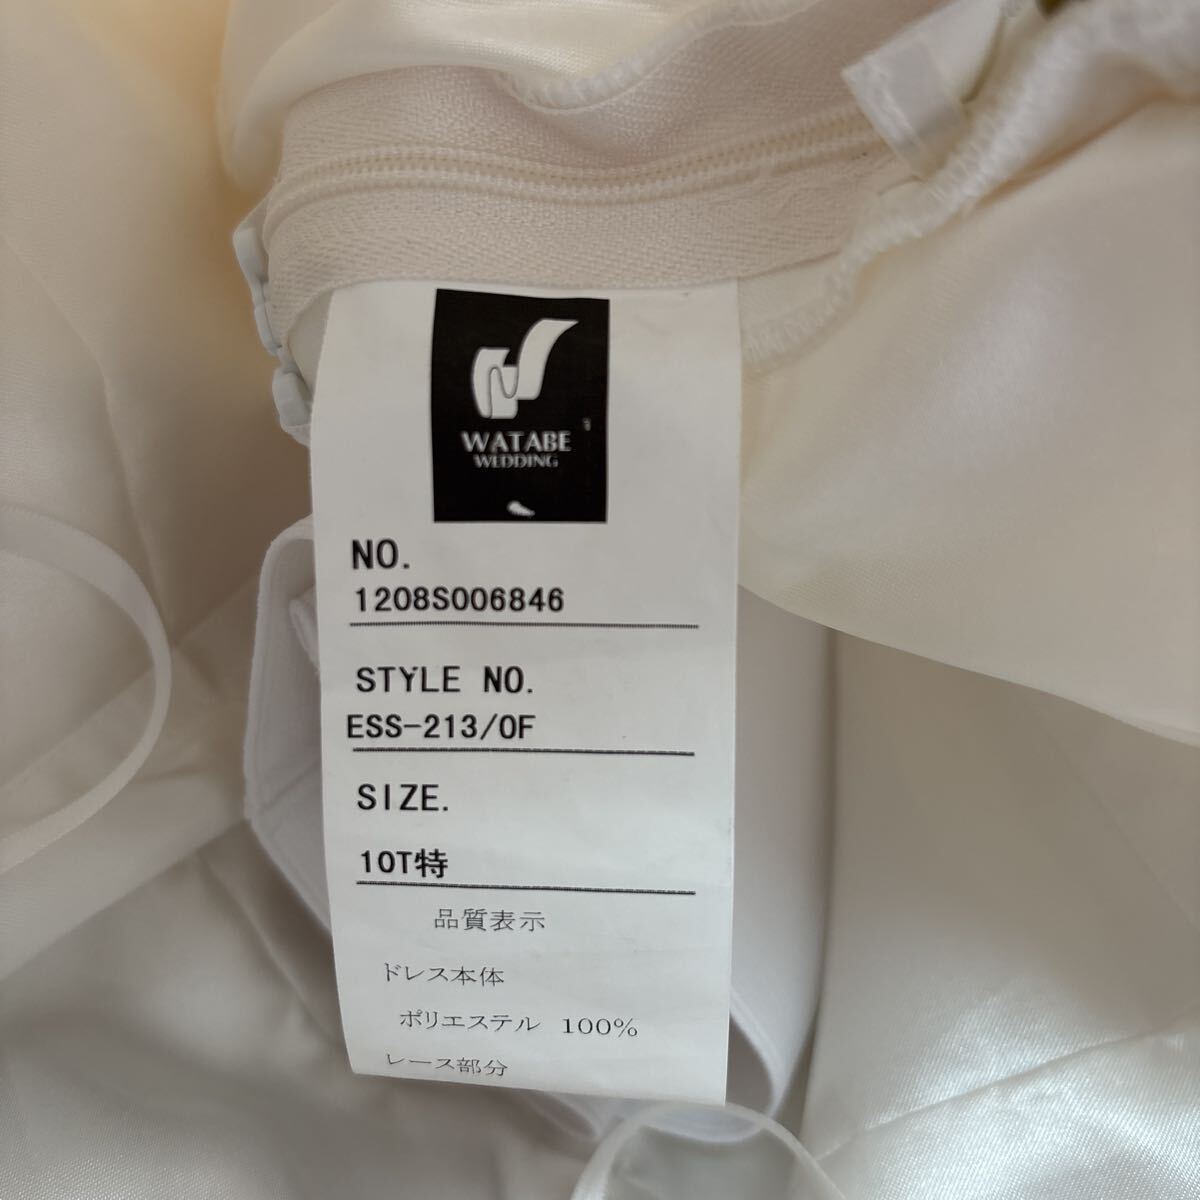 WATABE
WEDDING
NO.
1208S006846
STYLE NO.
ESS-213/OF
SIZE.
10T特
品質表示
ドレス本体
ポリエステル 100%
レース部分